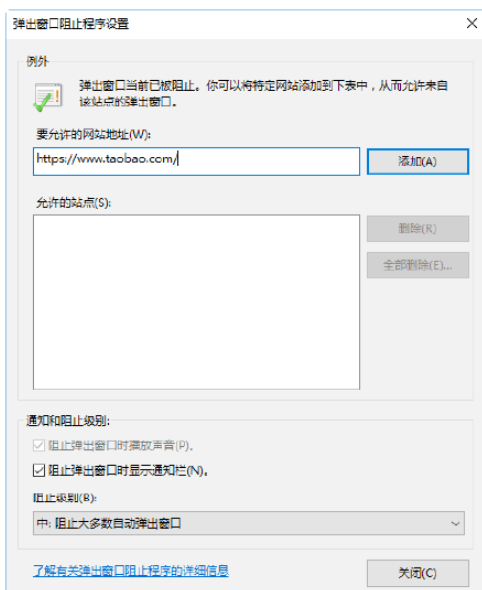 弹出窗口阻止程序设置
例外
弹出窗口当前已被阻止。你可以将特定网站添加到下表中，从而允许来自
该站点的弹出窗口。
要允许的网站地址(W):
https://www.taobao.com/
添加(A)
允许的站点(S):
删除(R)
全部删除(E)...
通知和阻止级别:
阻止弹出窗口时播放声音(P)。
阻止弹出窗口时显示通知栏(N)。
阻止级别(B):
中: 阻止大多数自动弹出窗口
了解有关弹出窗口阻止程序的详细信息
关闭(C)